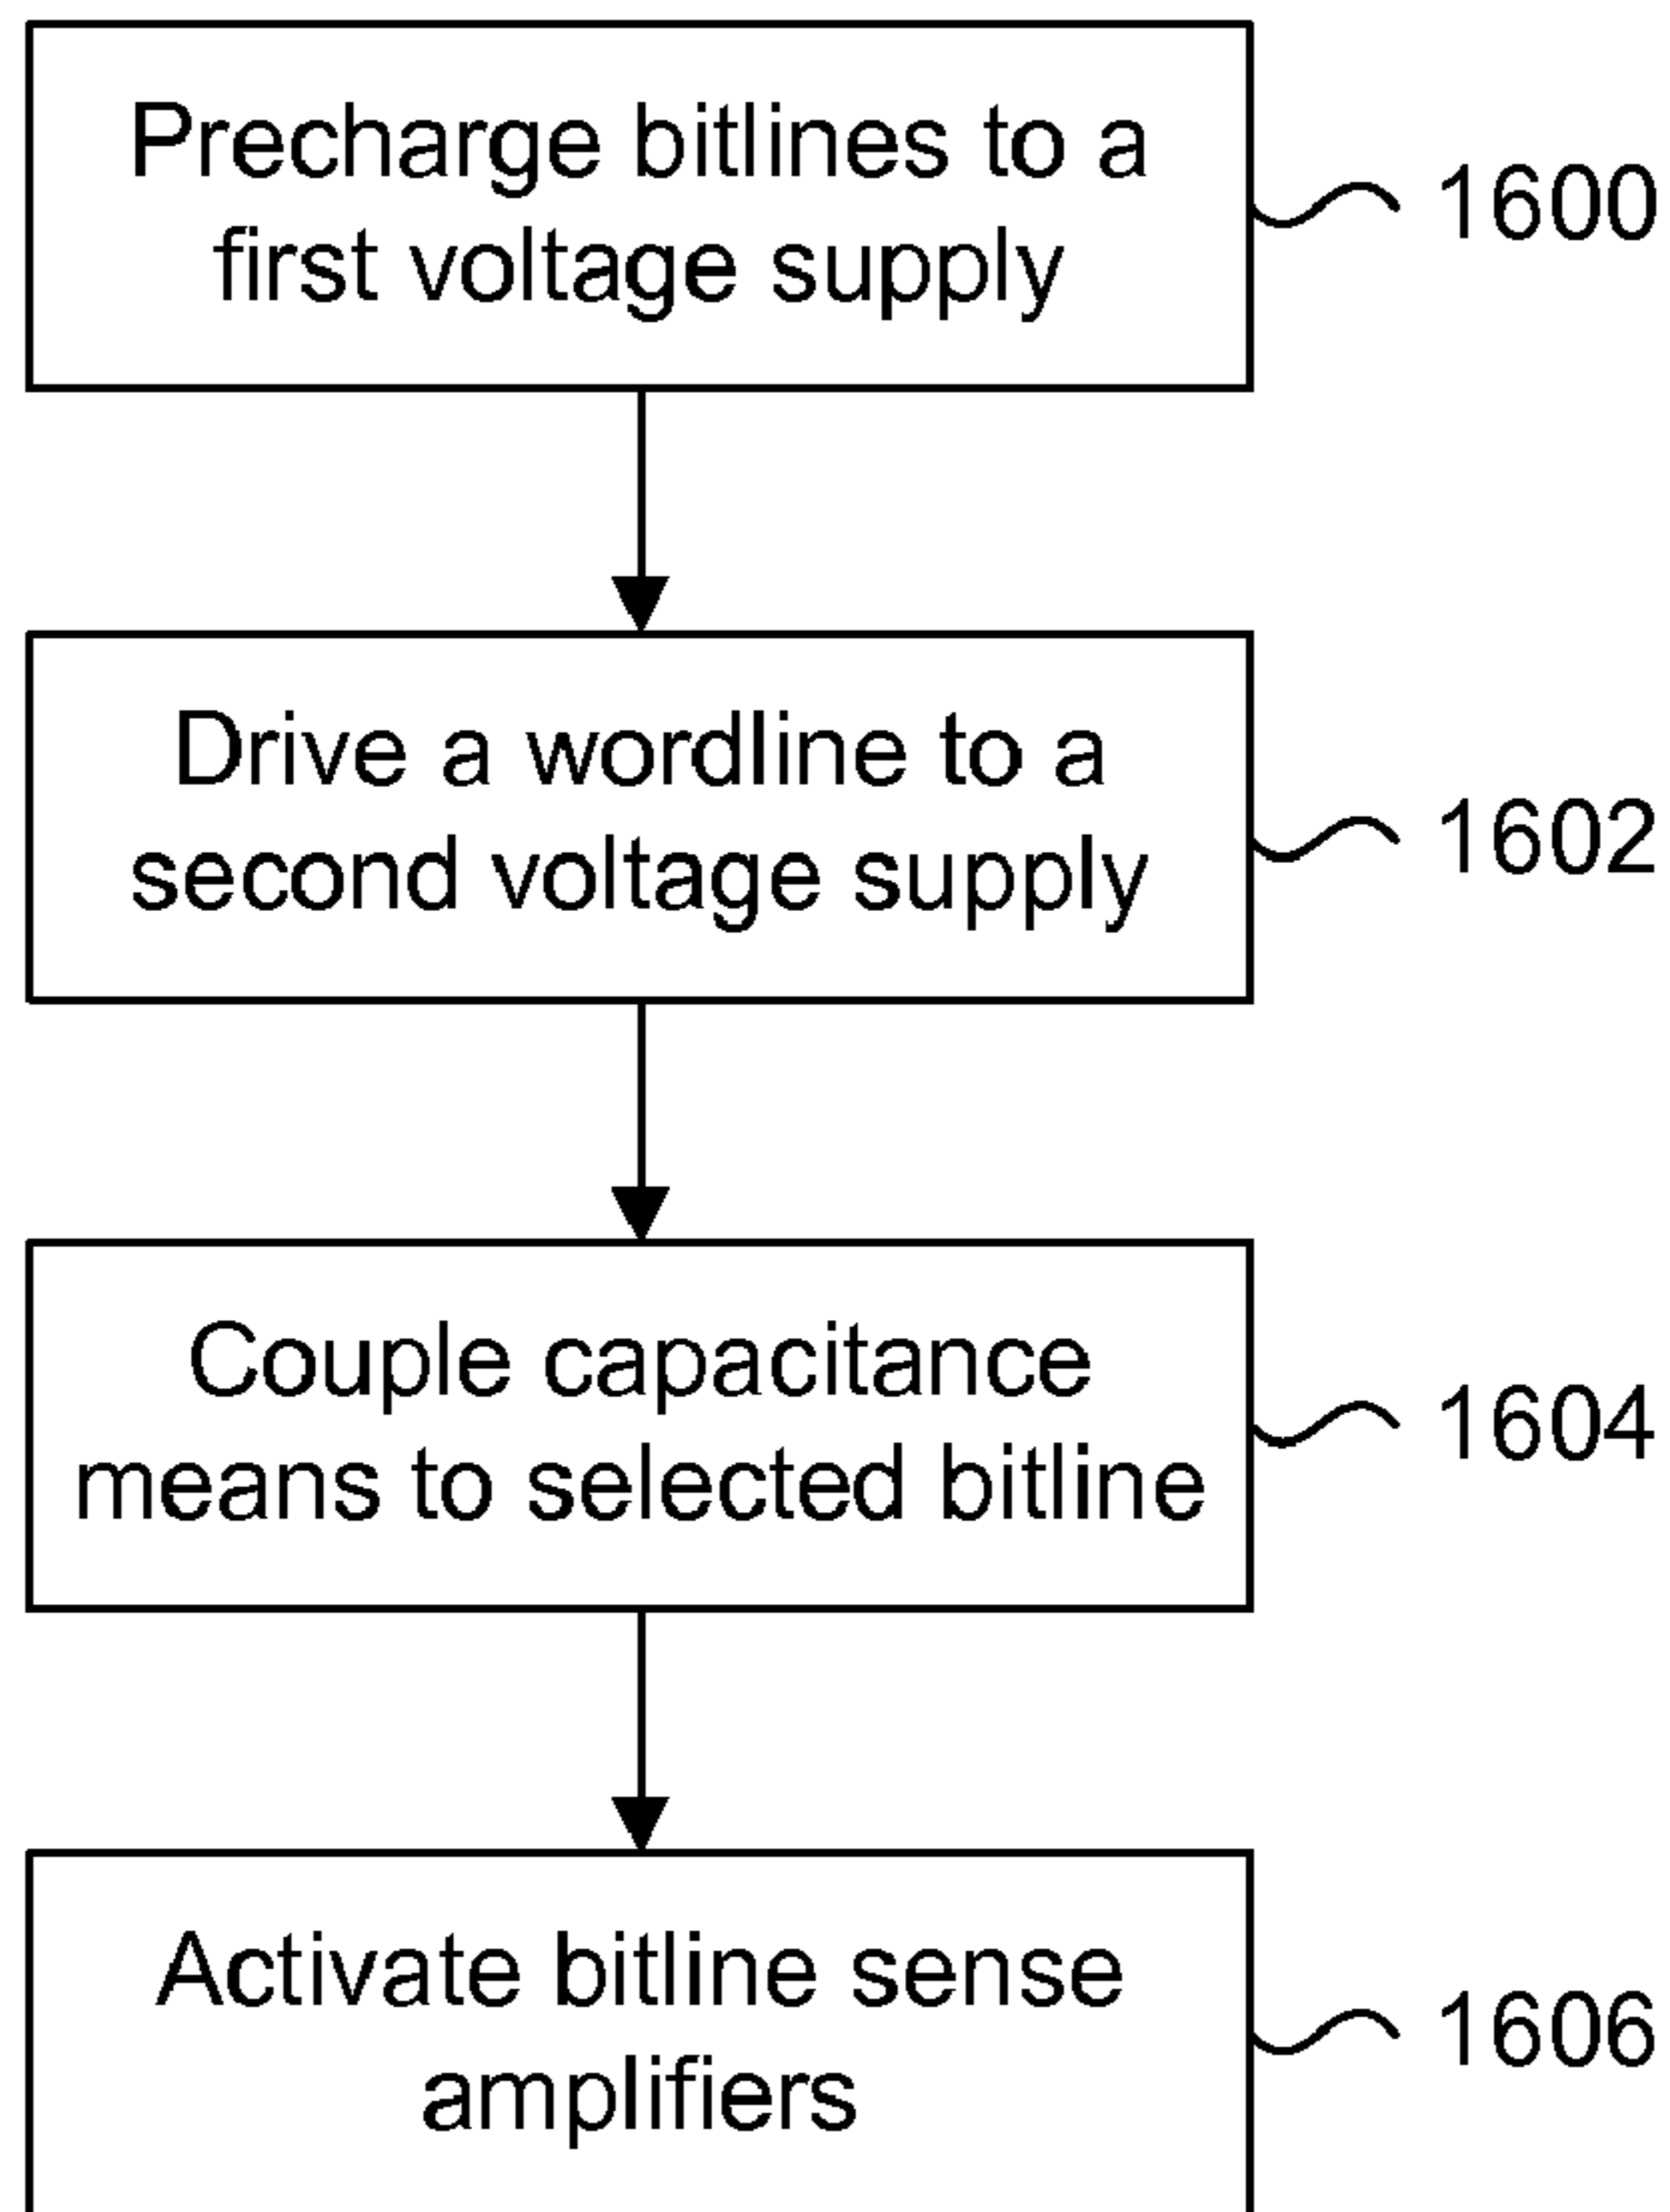 Precharge bitlines to a
first voltage supply
1600
Drive a wordline to a
second voltage supply
1602
Couple capacitance
means to selected bitline
1604
Activate bitline sense
amplifiers
1606